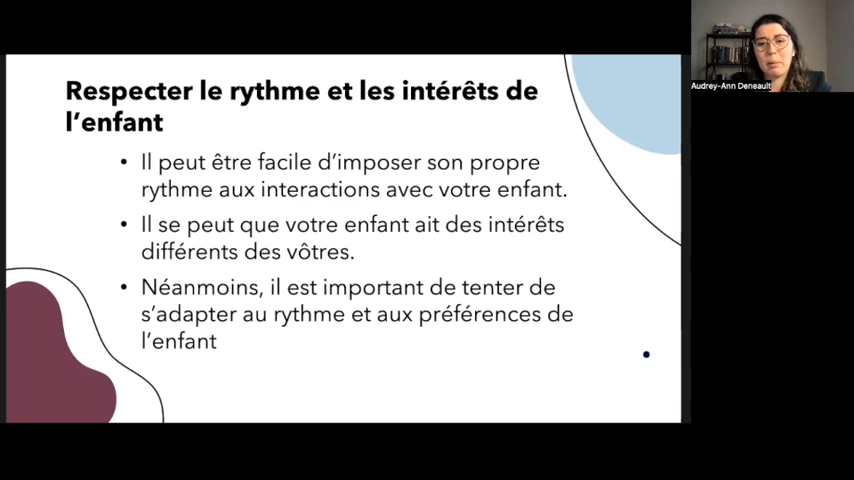 Respecter le rythme et les intérêts de
l’enfant
• Il peut être facile d’imposer son propre
rythme aux interactions avec votre enfant.
• Il se peut que votre enfant ait des intérêts
différents des vôtres.
• Néanmoins, il est important de tenter de
s’adapter au rythme et aux préférences de
l’enfant
Audrey-Ann Deneault